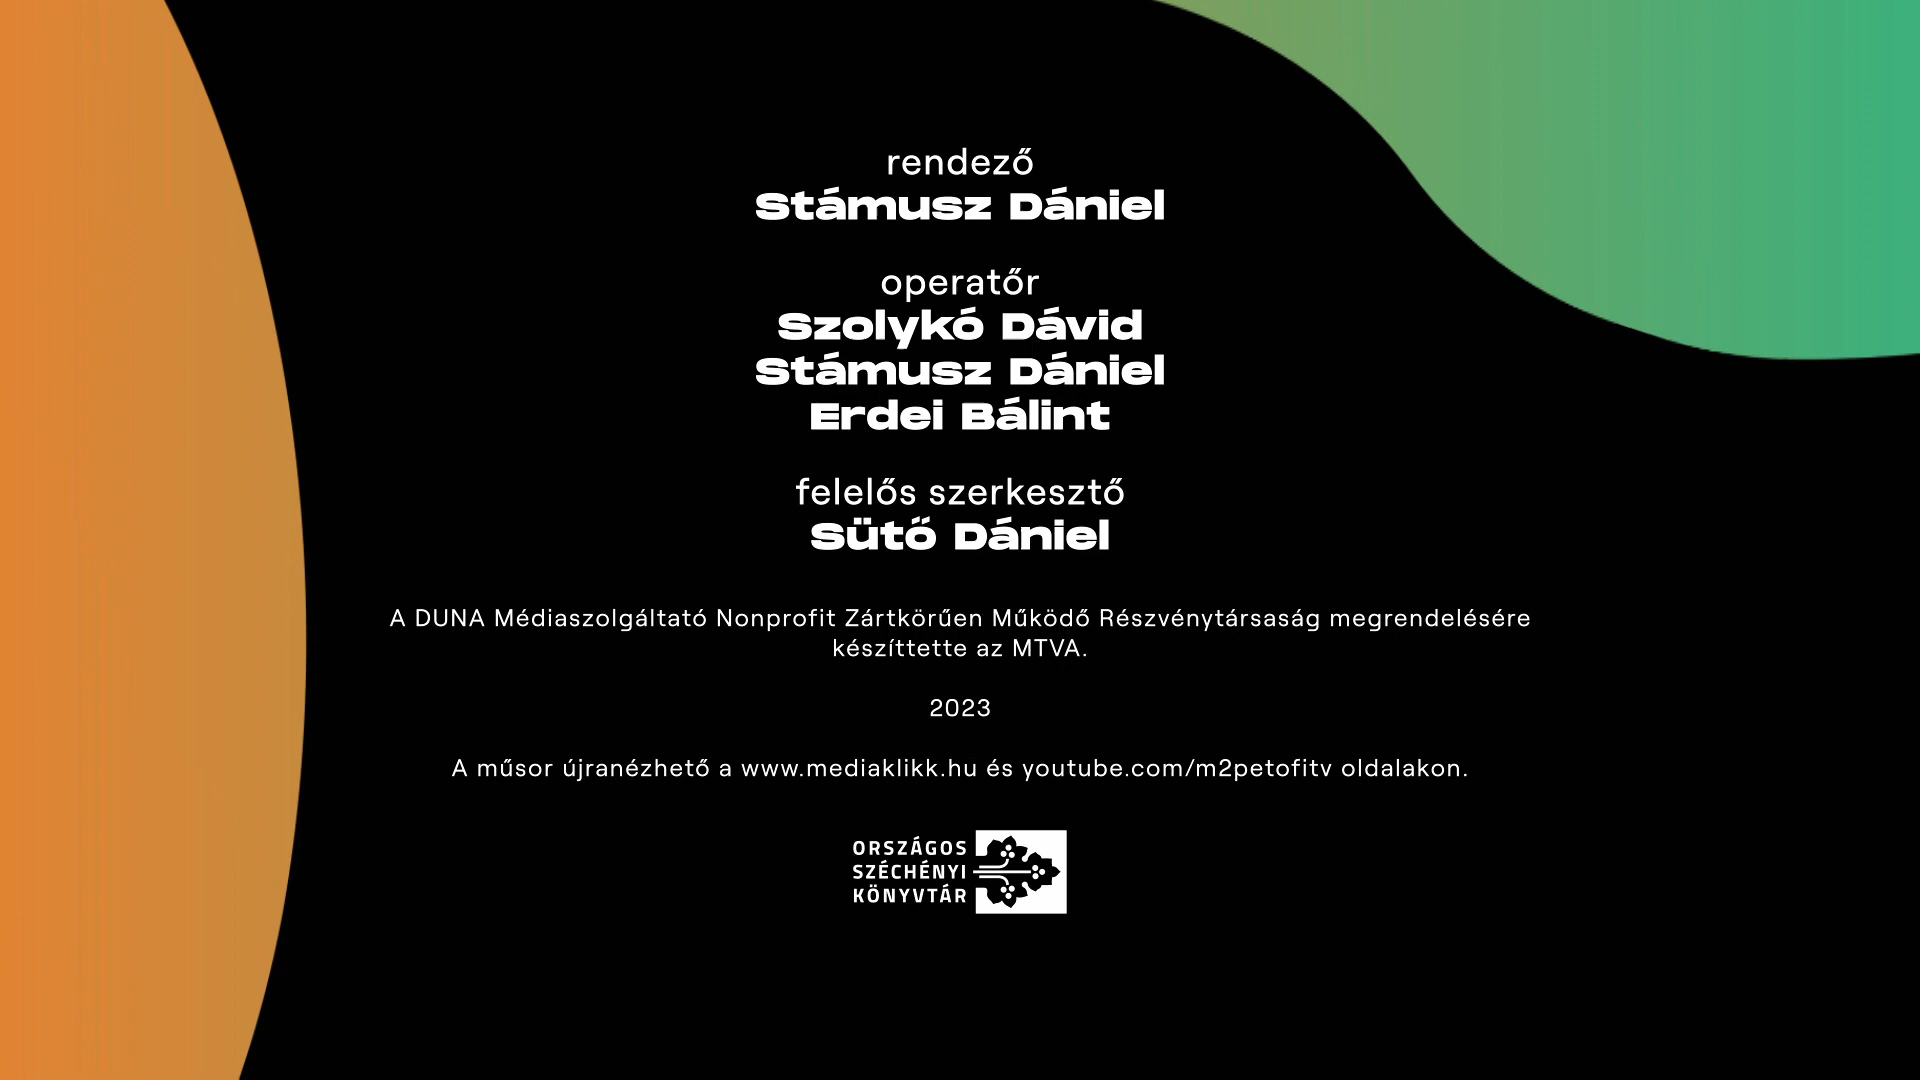 rendező
Stámusz Dániel
operatőr
Szolykó Dávid
Stámusz Dániel
Erdei Bálint
felelős szerkesztő
Sütő Dániel
A DUNA Médiaszolgáltató Nonprofit Zártkörűen Működő Részvénytársaság megrendelésére
készíttette az MTVA.
2023
A műsor újranézhető a www.mediaklikk.hu és youtube.com/m2petofitv oldalakon.
ORSZÁGOS
SZÉCHÉNYI
KÖNYVTÁR